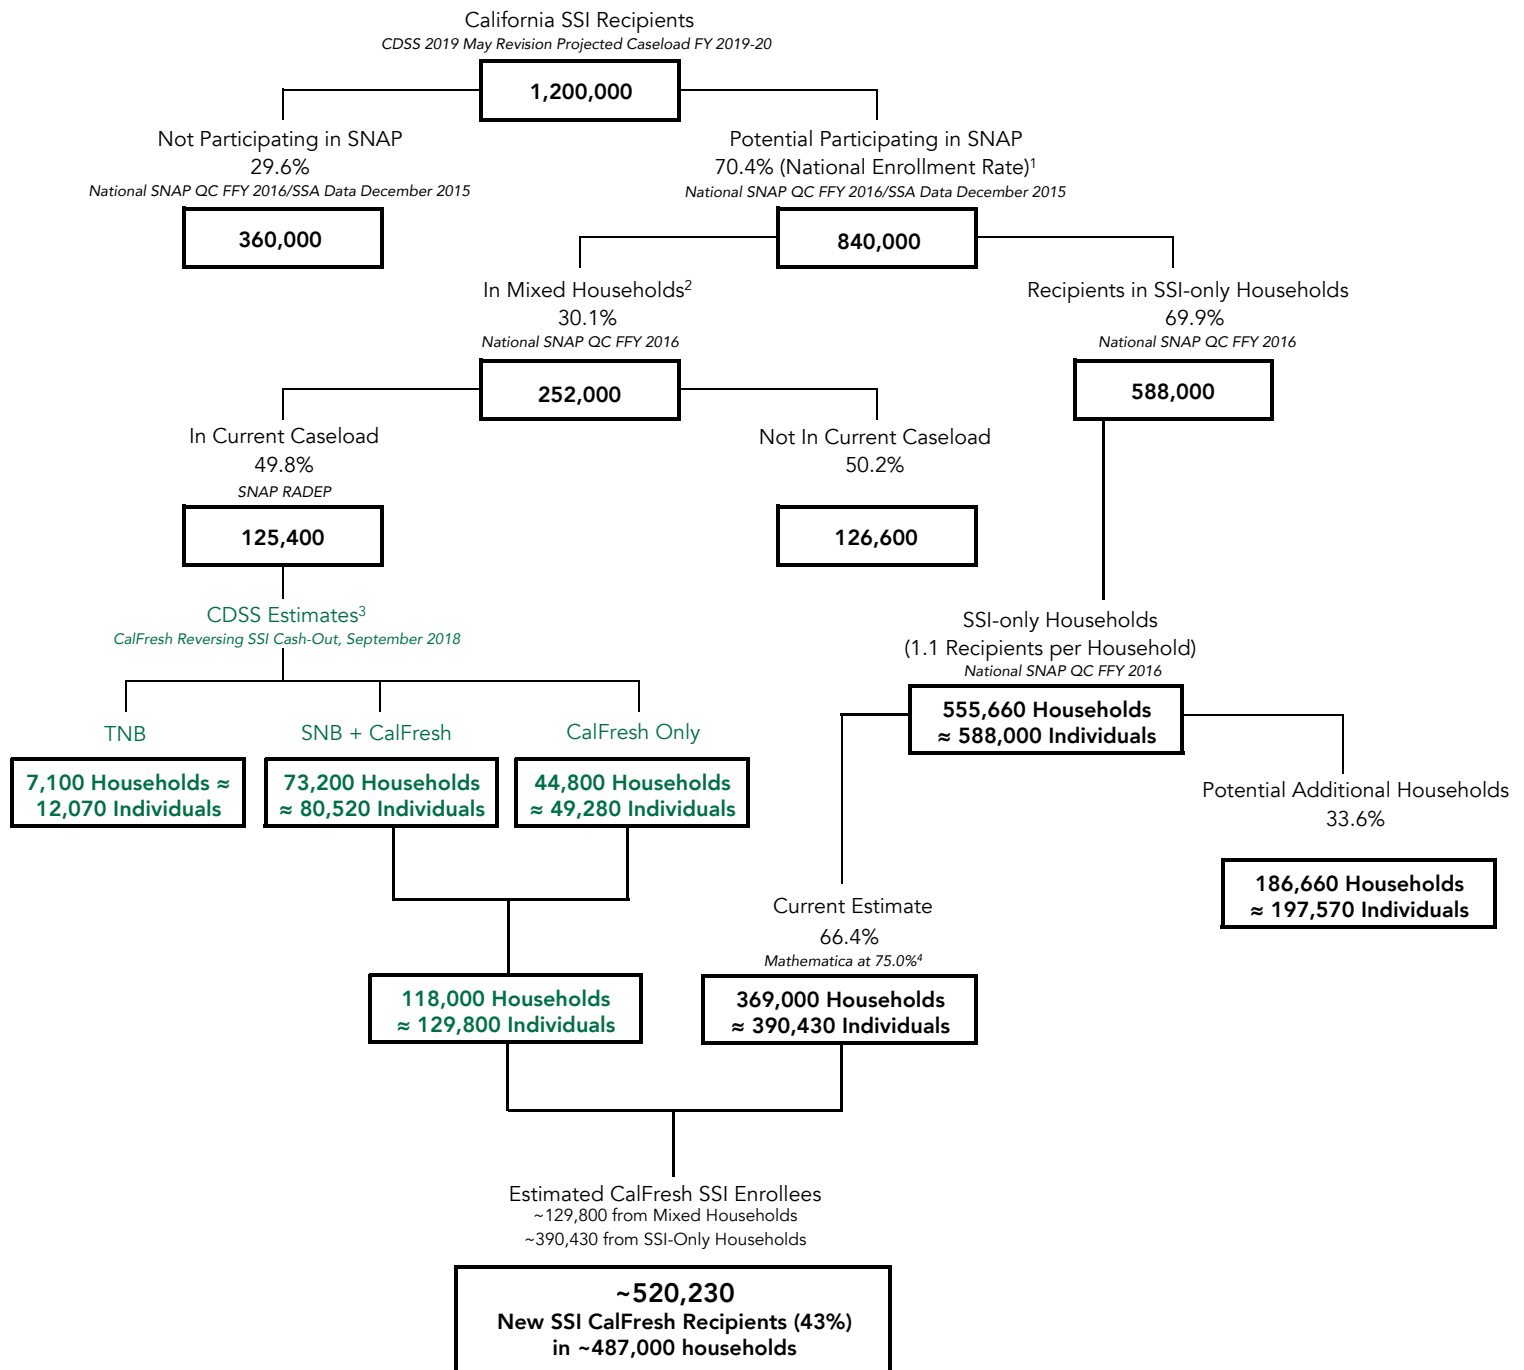 California SSI Recipients
CDSS 2019 May Revision Projected Caseload FY 2019-20
1,200,000
Not Participating in SNAP
29.6%
National SNAP QC FFY 2016/SSA Data December 2015
360,000
Potential Participating in SNAP
70.4% (National Enrollment Rate)¹
National SNAP QC FFY 2016/SSA Data December 2015
840,000
In Mixed Households²
30.1%
National SNAP QC FFY 2016
252,000
Recipients in SSI-only Households
69.9%
National SNAP QC FFY 2016
588,000
In Current Caseload
49.8%
SNAP RADEP
125,400
Not In Current Caseload
50.2%
126,600
CDSS Estimates³
CalFresh Reversing SSI Cash-Out, September 2018
TNB
7,100 Households ≈
12,070 Individuals
SNB + CalFresh
73,200 Households
≈ 80,520 Individuals
CalFresh Only
44,800 Households
≈ 49,280 Individuals
SSI-only Households
(1.1 Recipients per Household)
National SNAP QC FFY 2016
555,660 Households
≈ 588,000 Individuals
Potential Additional Households
33.6%
186,660 Households
≈ 197,570 Individuals
Current Estimate
66.4%
Mathematica at 75.0%⁴
118,000 Households
≈ 129,800 Individuals
369,000 Households
≈ 390,430 Individuals
Estimated CalFresh SSI Enrollees
~129,800 from Mixed Households
~390,430 from SSI-Only Households
~520,230
New SSI CalFresh Recipients (43%)
in ~487,000 households